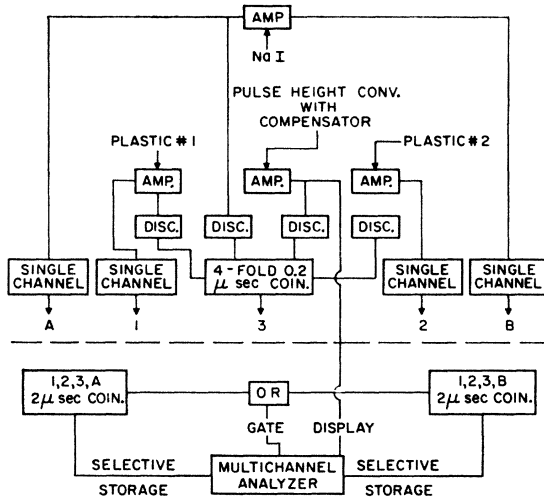 AMP
Na I
PULSE HEIGHT CONV.
WITH
COMPENSATOR
PLASTIC # 1
PLASTIC #2
AMP.
AMP.
AMP.
DISC.
DISC.
DISC.
DISC.
SINGLE
CHANNEL
SINGLE
CHANNEL
4-FOLD 0.2
μ sec COIN.
SINGLE
CHANNEL
SINGLE
CHANNEL
A
1
3
2
B
1,2,3,A
2μ sec COIN.
OR
1,2,3,B
2μ sec COIN.
GATE
DISPLAY
SELECTIVE
STORAGE
MULTICHANNEL
ANALYZER
SELECTIVE
STORAGE